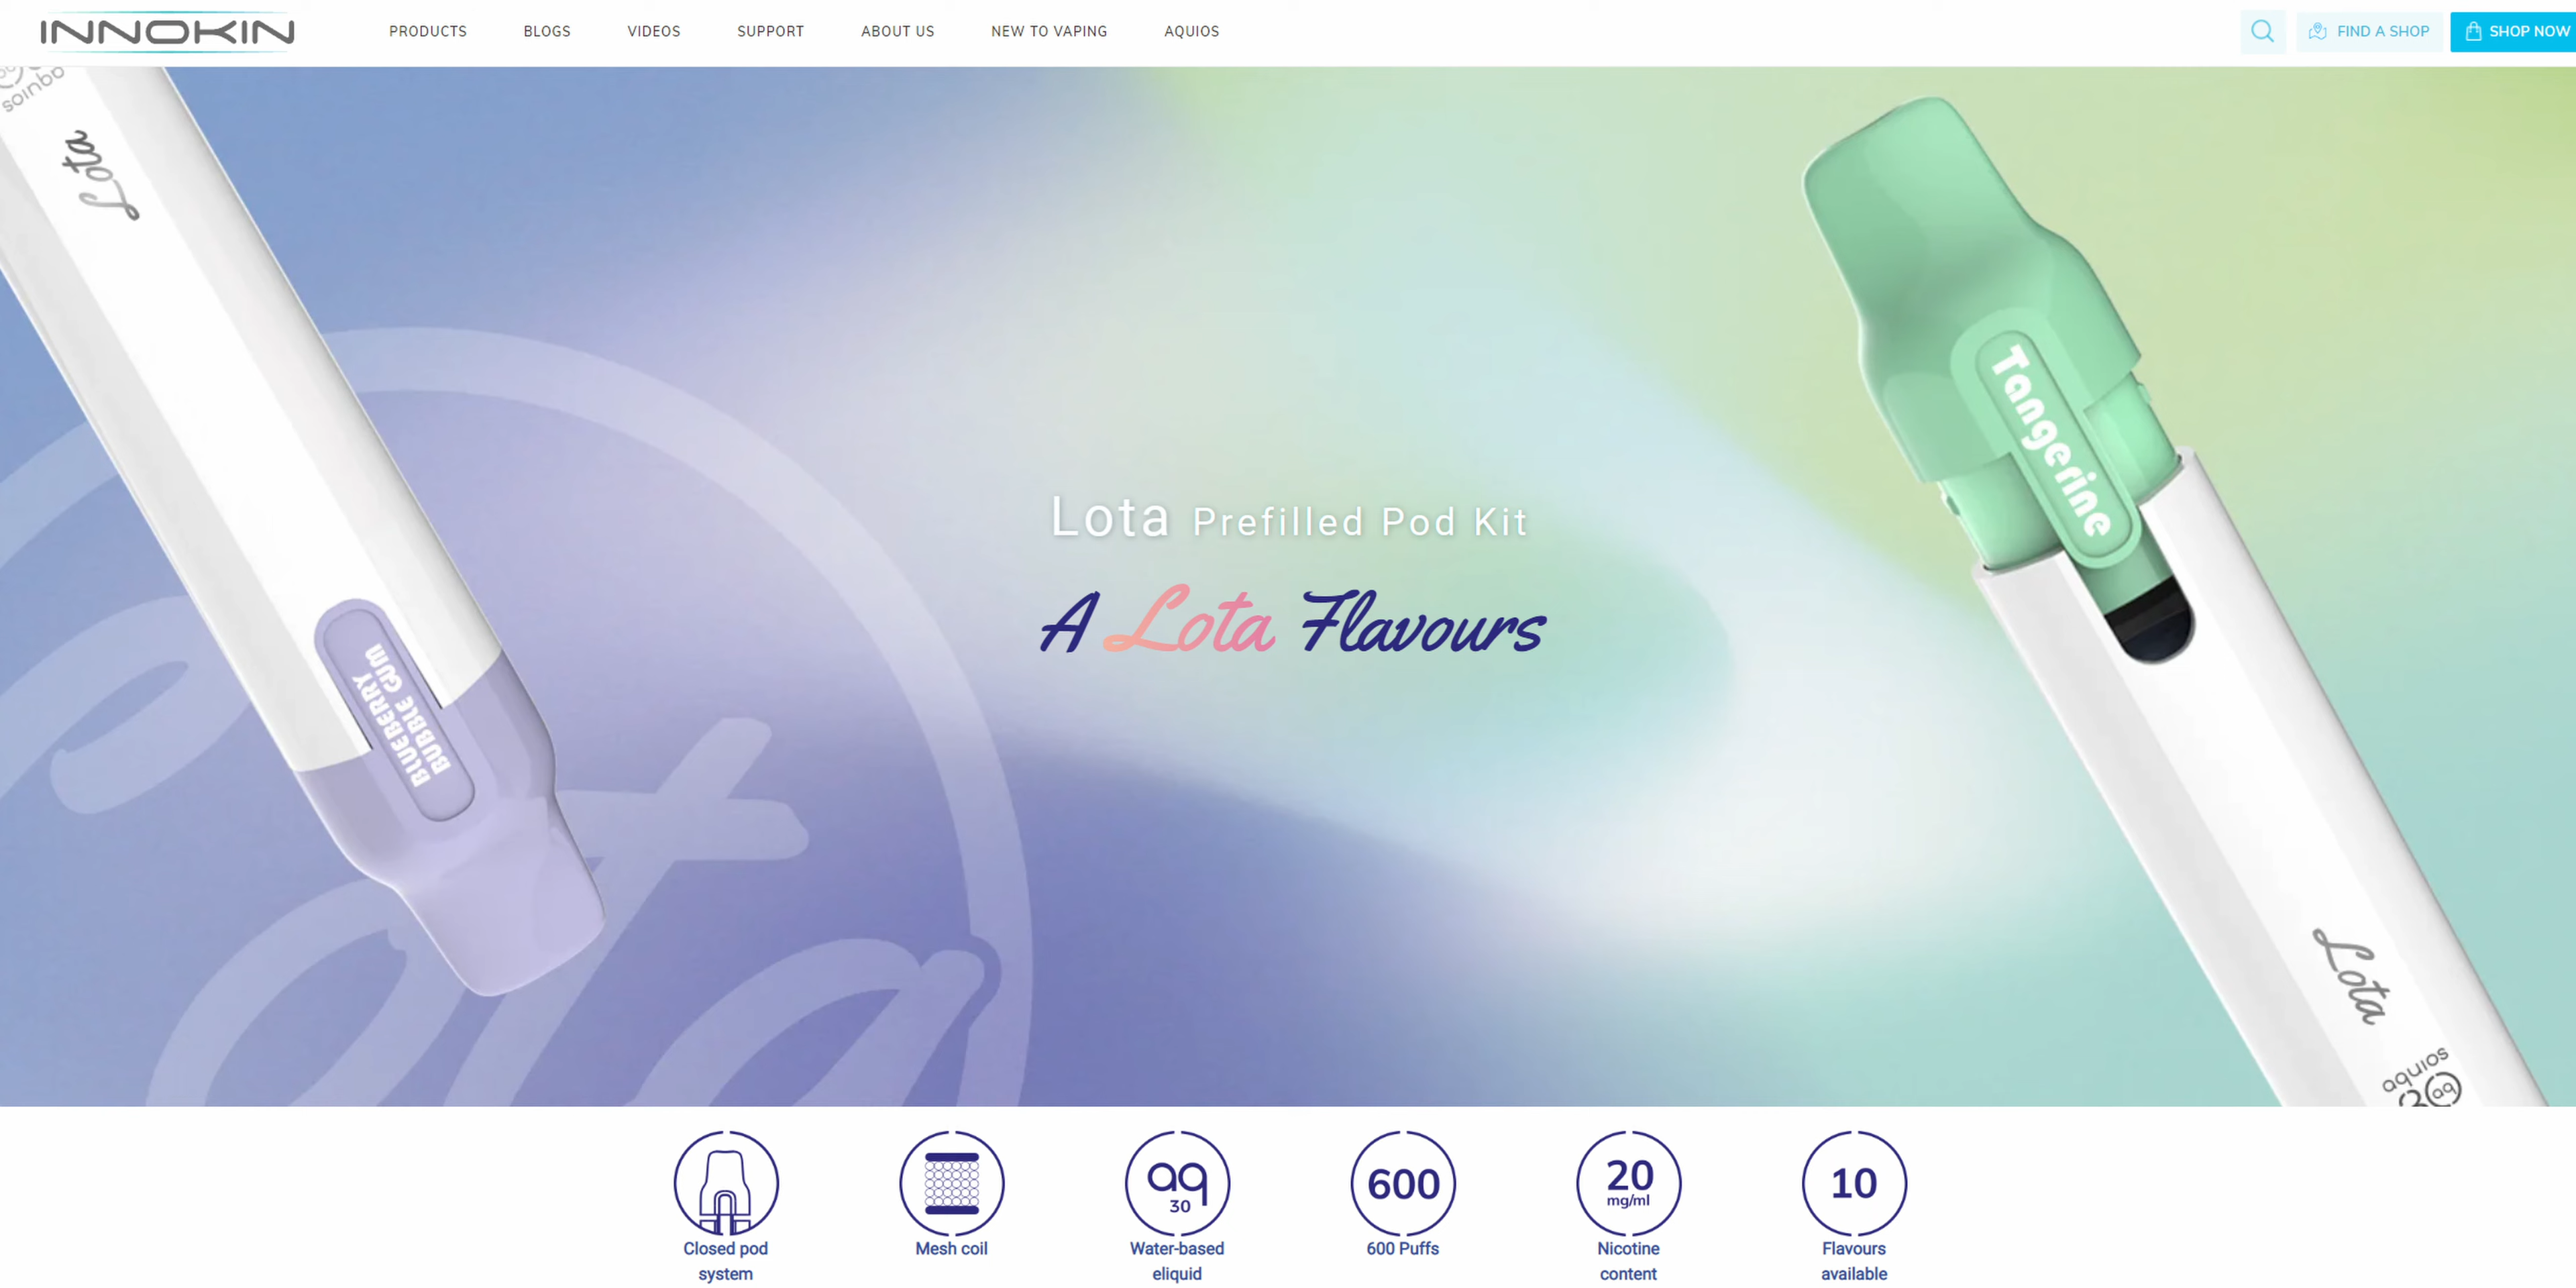 INNOKIN
PRODUCTS
BLOGS
VIDEOS
SUPPORT
ABOUT US
NEW TO VAPING
AQUIOS
FIND A SHOP
SHOP NOW
aquios
Lota
BLUEBERRY
BUBBLE GUM
Tangerine
Lota Prefilled Pod Kit
A Lota Flavours
Lota
aquios
aq
aq
30
600
20
mg/ml
10
Closed pod
system
Mesh coil
Water-based
eliquid
600 Puffs
Nicotine
content
Flavours
available